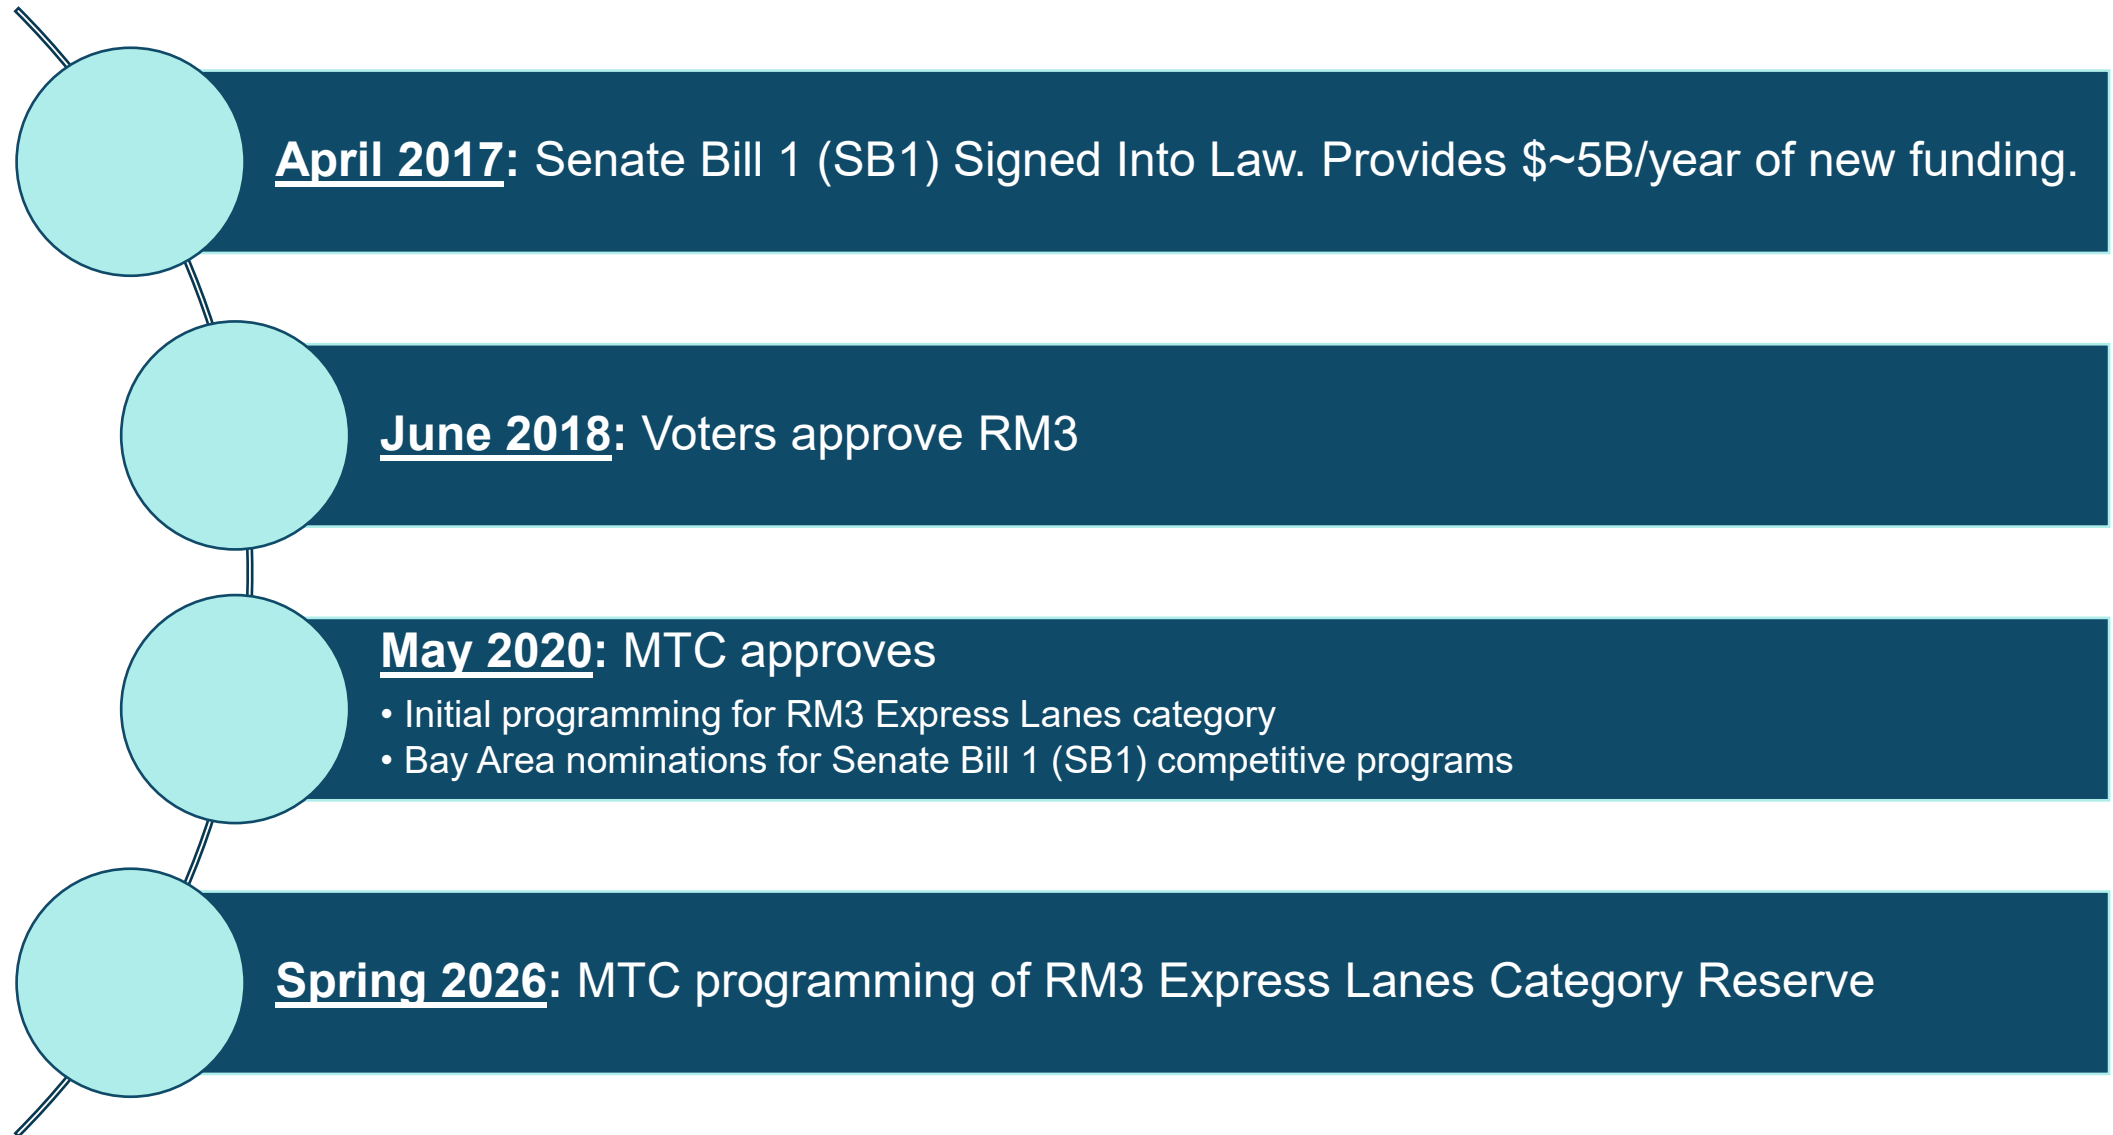 April 2017: Senate Bill 1 (SB1) Signed Into Law. Provides $~5B/year of new funding.
June 2018: Voters approve RM3
May 2020: MTC approves
• Initial programming for RM3 Express Lanes category
• Bay Area nominations for Senate Bill 1 (SB1) competitive programs
Spring 2026: MTC programming of RM3 Express Lanes Category Reserve